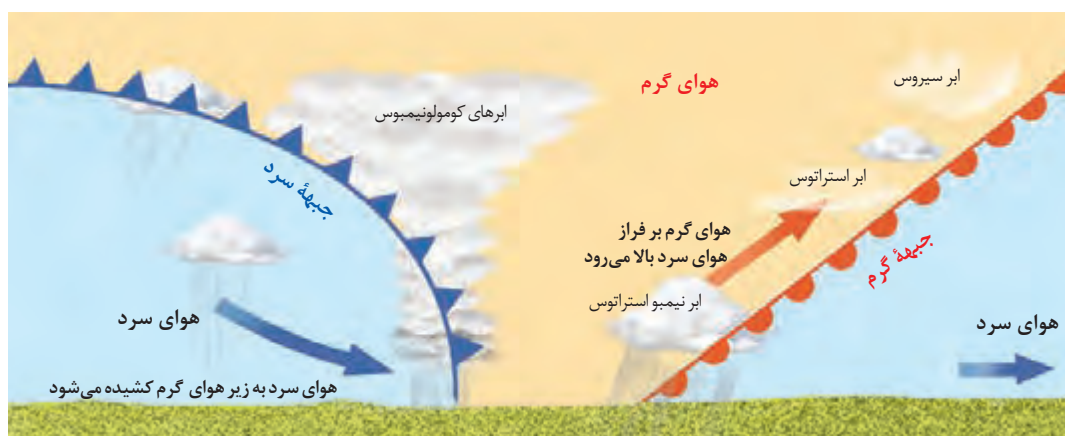 ابر سیروس
هوای گرم
ابرهای کومولونیمبوس
ابر استراتوس
جبههٔ سرد
هوای گرم بر فراز
هوای سرد بالا می‌رود
جبههٔ گرم
ابر نیمبو استراتوس
هوای سرد
هوای سرد
هوای سرد به زیر هوای گرم کشیده می‌شود